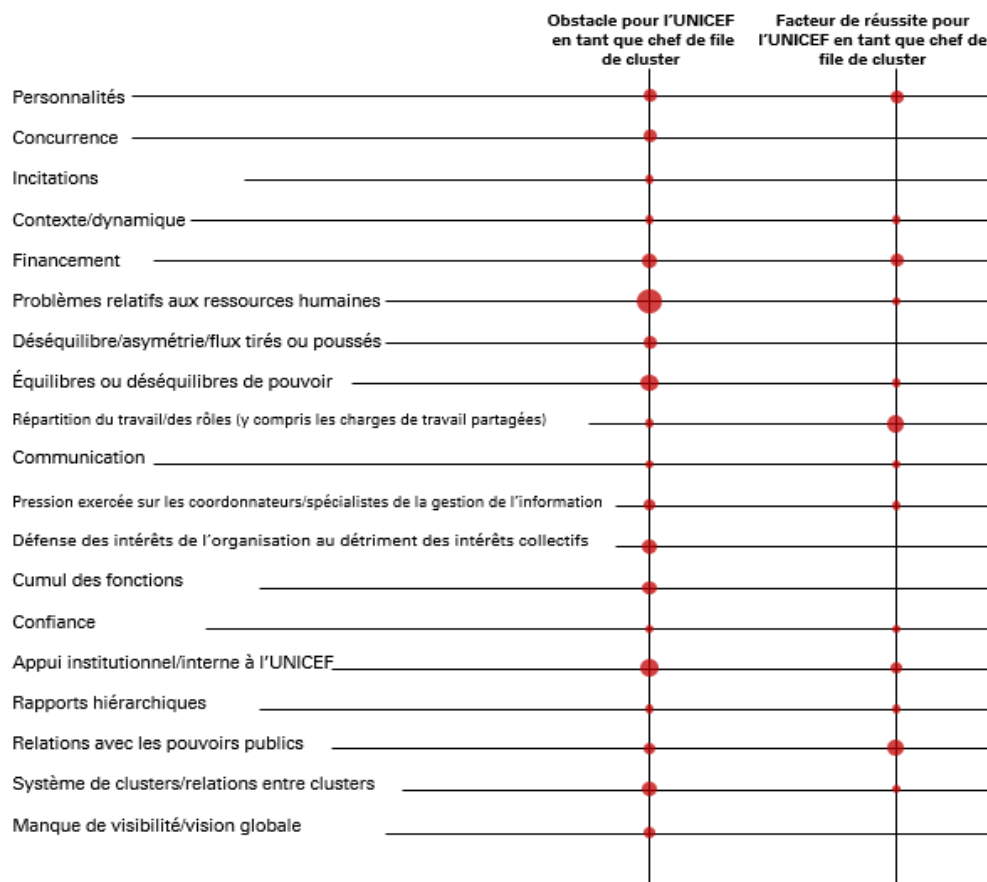 Obstacle pour l’UNICEF
en tant que chef de file
de cluster
Facteur de réussite pour
l’UNICEF en tant que chef de
file de cluster
Personnalités
Concurrence
Incitations
Contexte/dynamique
Financement
Problèmes relatifs aux ressources humaines
Déséquilibre/asymétrie/flux tirés ou poussés
Équilibres ou déséquilibres de pouvoir
Répartition du travail/des rôles (y compris les charges de travail partagées)
Communication
Pression exercée sur les coordonnateurs/spécialistes de la gestion de l’information
Défense des intérêts de l’organisation au détriment des intérêts collectifs
Cumul des fonctions
Confiance
Appui institutionnel/interne à l’UNICEF
Rapports hiérarchiques
Relations avec les pouvoirs publics
Système de clusters/relations entre clusters
Manque de visibilité/vision globale